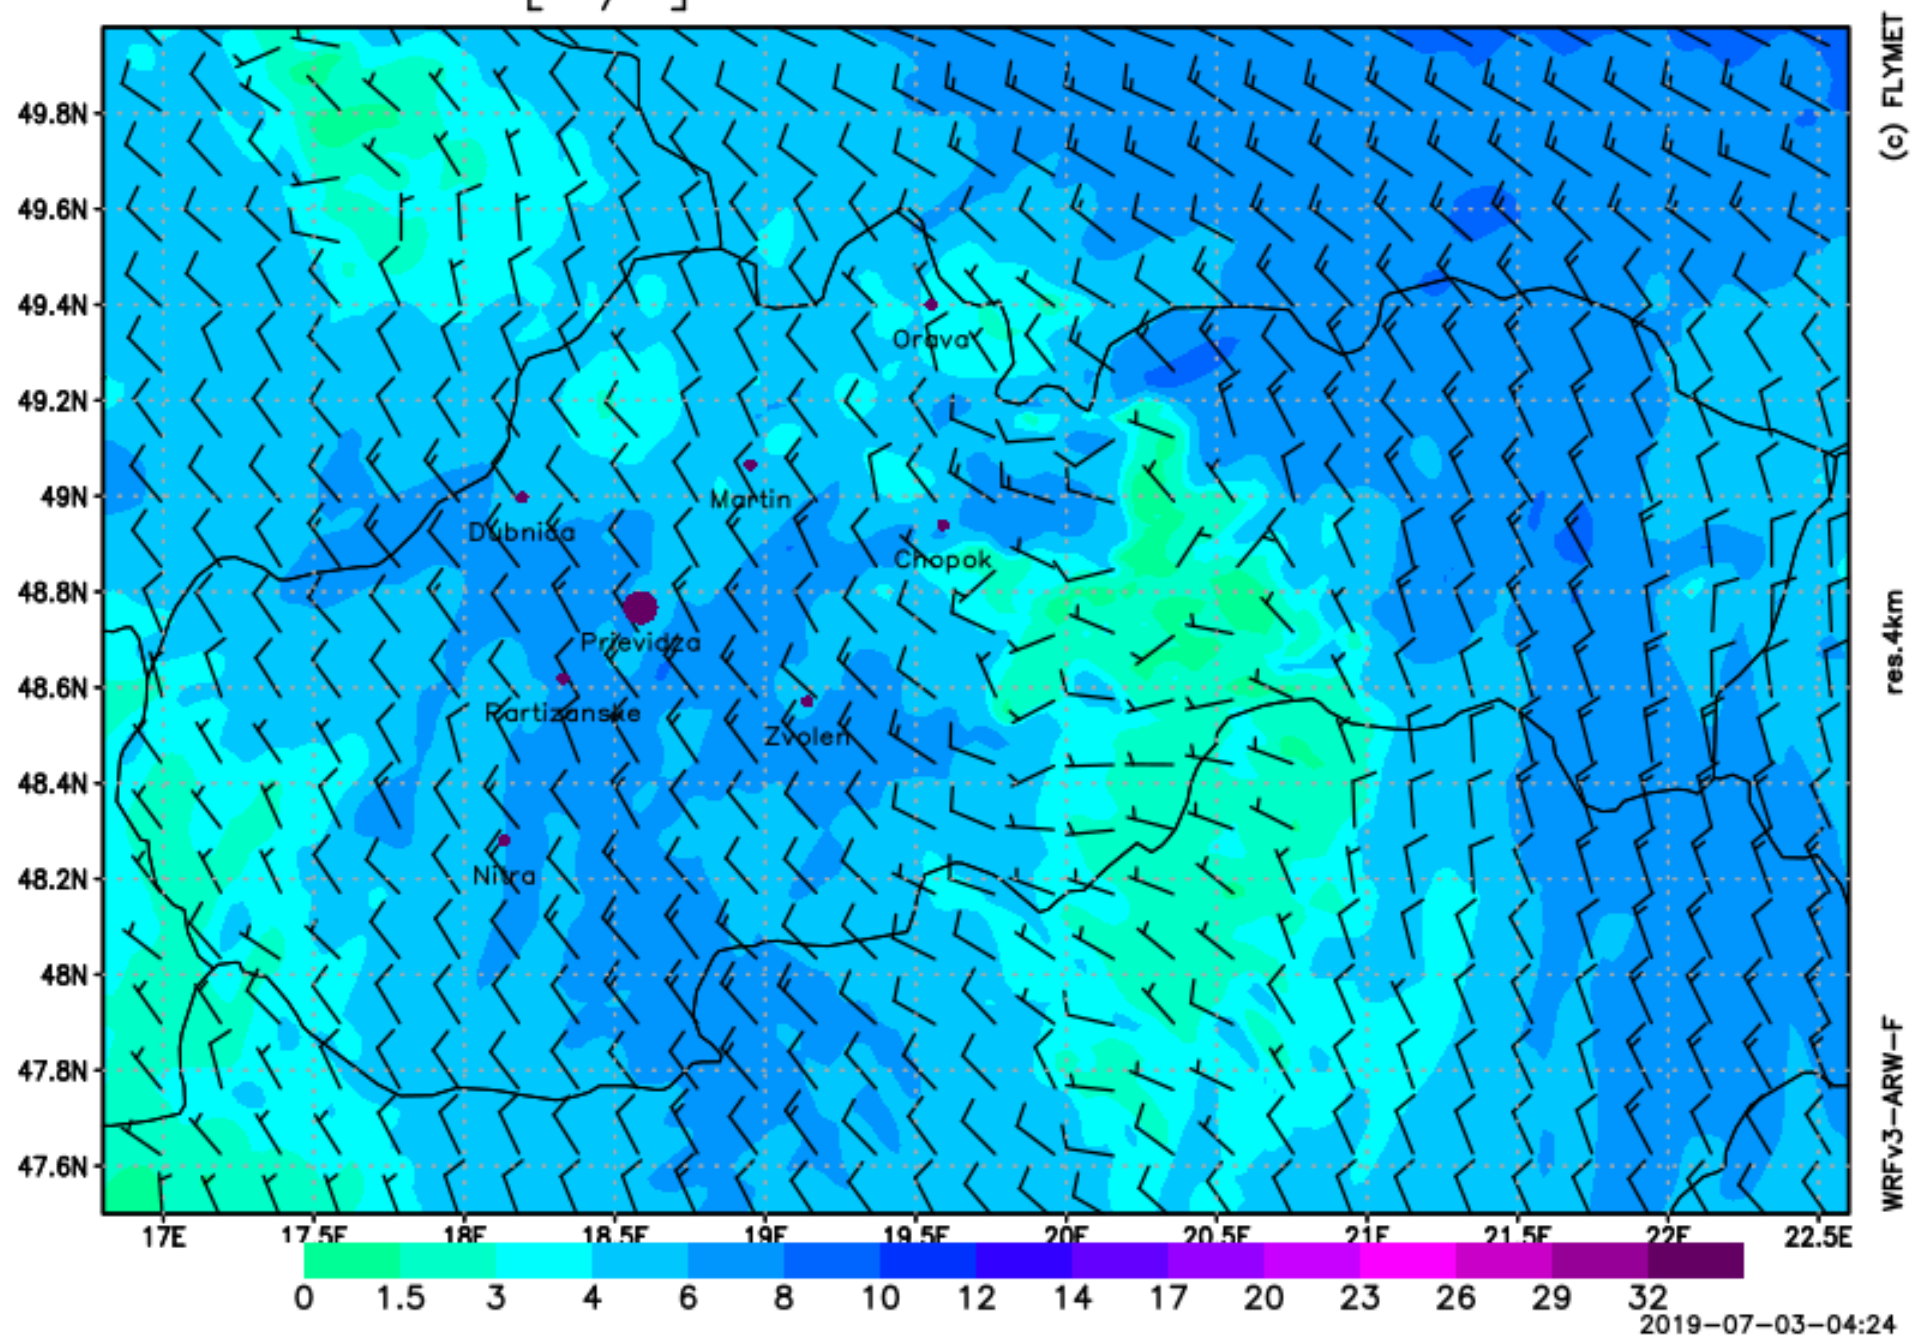 (c) FLYMET
49.8N
49.6N
49.4N
Orava
49.2N
49N
Martin
Dubnica
Chopok
48.8N
Prievidza
res.4km
48.6N
Partizanske
Zvolen
48.4N
Nitra
48.2N
48N
47.8N
WRFv3-ARW-F
47.6N
17E 17.5E 18E 18.5E 19E 19.5E 20E 20.5E 21E 21.5E 22E 22.5E
0 1.5 3 4 6 8 10 12 14 17 20 23 26 29 32
2019-07-03-04:24